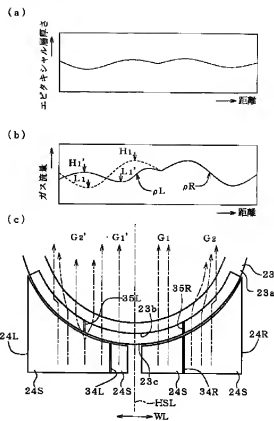 (a)
エピタキシャル層厚さ
距離
(b)
ガス流量
H1
H1'
L1'
L1
ρL
ρR
距離
(c)
G2' G1' G1 G2
23
23a
35L 35R
23b
24L 24R
24S 24S 24S 24S
34L 23c 34R
HSL
WL